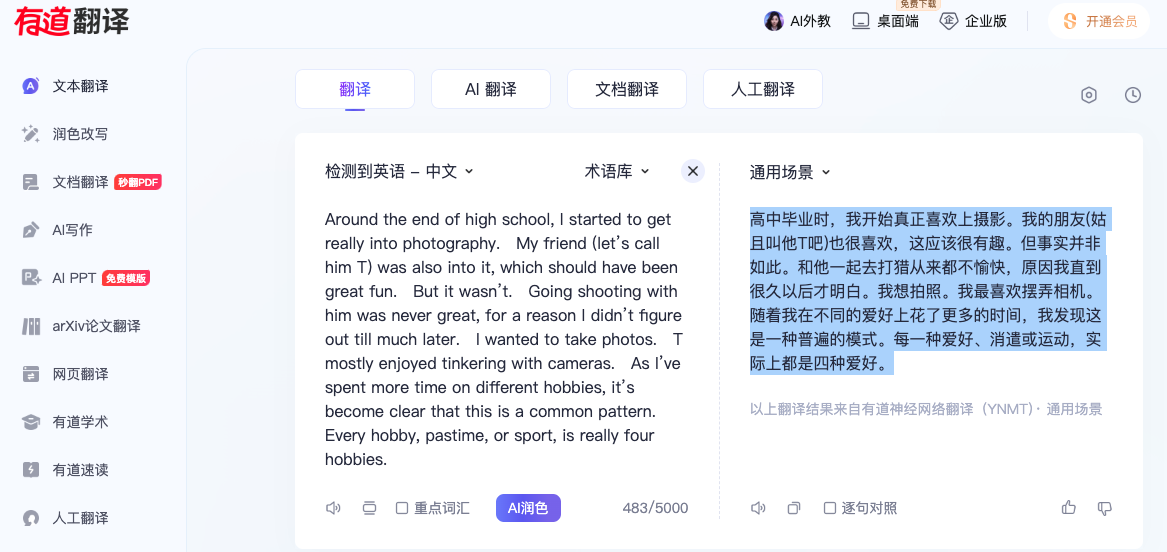 有道翻译
免费下载
AI外教
桌面端
企业版
开通会员
文本翻译
润色改写
文档翻译 秒翻PDF
AI写作
AI PPT 免费模版
arXiv论文翻译
网页翻译
有道学术
有道速读
人工翻译
翻译
AI 翻译
文档翻译
人工翻译
检测到英语 – 中文
术语库
Around the end of high school, I started to get
really into photography. My friend (let's call
him T) was also into it, which should have been
great fun. But it wasn't. Going shooting with
him was never great, for a reason I didn't figure
out till much later. I wanted to take photos. T
mostly enjoyed tinkering with cameras. As I've
spent more time on different hobbies, it's
become clear that this is a common pattern.
Every hobby, pastime, or sport, is really four
hobbies.
重点词汇
AI润色
483/5000
通用场景
高中毕业时，我开始真正喜欢上摄影。我的朋友(姑
且叫他T吧)也很喜欢，这应该很有趣。但事实并非
如此。和他一起去打猎从来都不愉快，原因我直到
很久以后才明白。我想拍照。我最喜欢摆弄相机。
随着我在不同的爱好上花了更多的时间，我发现这
是一种普遍的模式。每一种爱好、消遣或运动，实
际上都是四种爱好。
以上翻译结果来自有道神经网络翻译（YNMT)· 通用场景
逐句对照